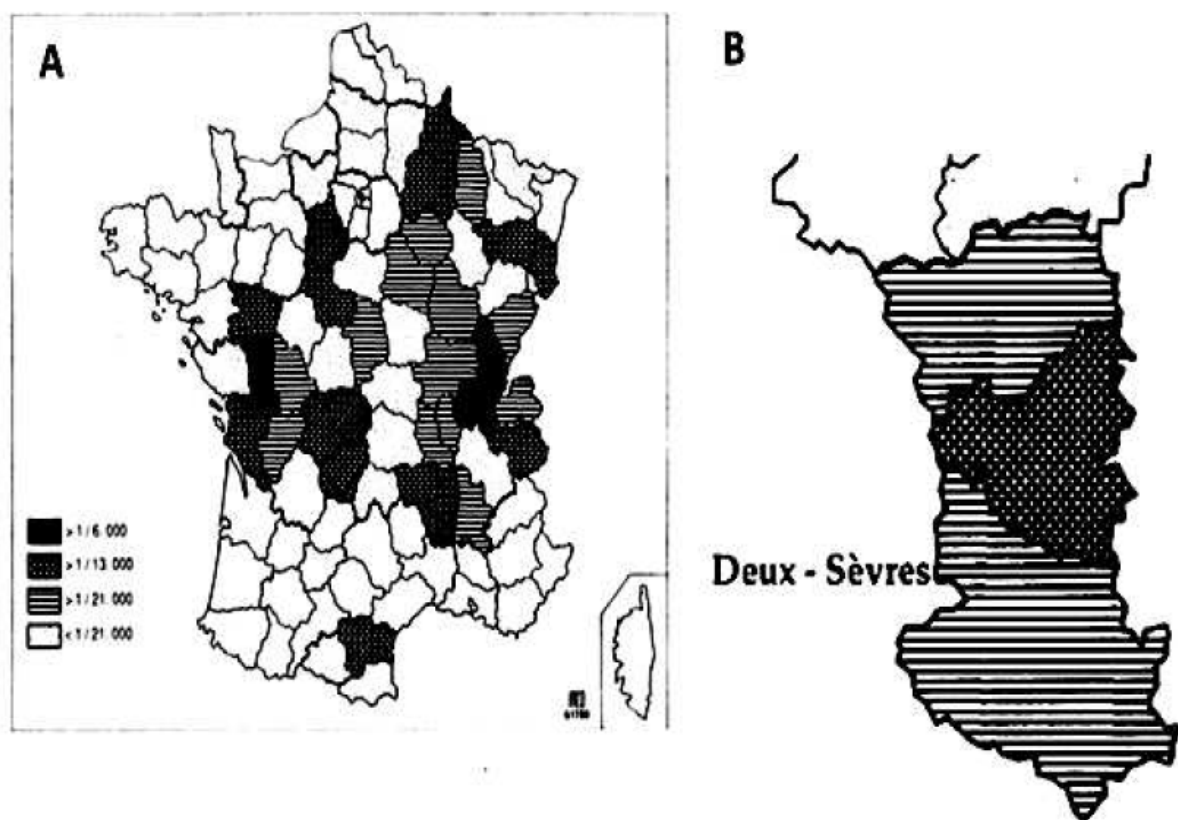 A
B
> 1 / 6. 000
> 1 / 13. 000
> 1 / 21. 000
< 1 / 21. 000
Deux - Sèvres